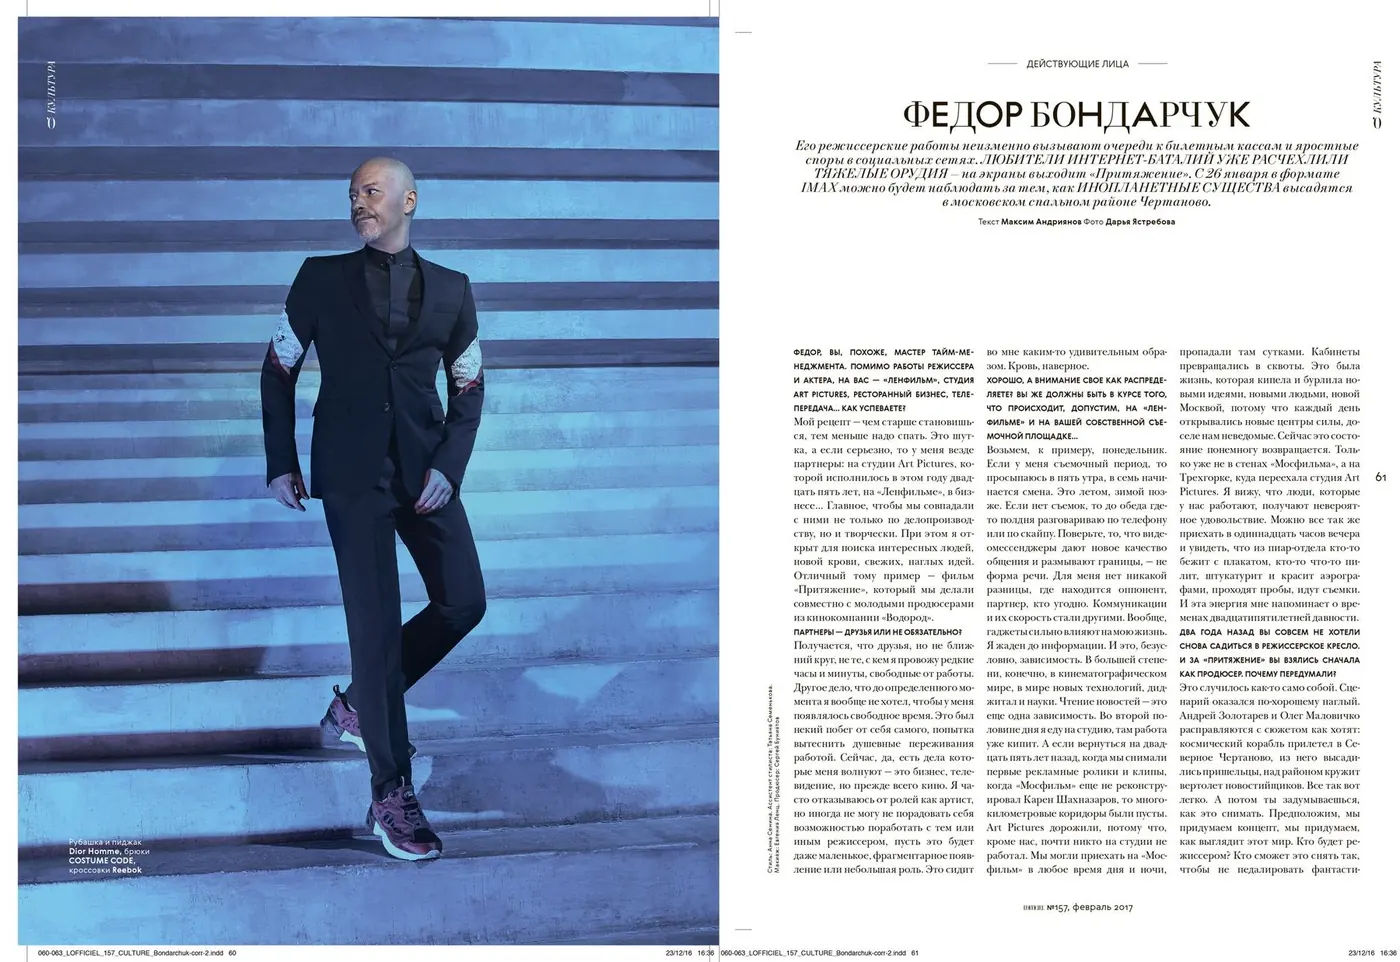 КУЛЬТУРА
Рубашка и пиджак
Dior Homme, брюки
COSTUME CODE,
кроссовки Reebok
060-063_LOFFICIEL_157_CULTURE_Bondarchuk-corr-2.indd   60
23/12/16   16:36
ДЕЙСТВУЮЩИЕ ЛИЦА
КУЛЬТУРА
ФЕДОР БОНДАРЧУК
Его режиссерские работы неизменно вызывают очереди к билетным кассам и яростные
споры в социальных сетях. ЛЮБИТЕЛИ ИНТЕРНЕТ-БАТАЛИЙ УЖЕ РАСЧЕХЛИЛИ
ТЯЖЕЛЫЕ ОРУДИЯ – на экраны выходит «Притяжение». С 26 января в формате
IMAX можно будет наблюдать за тем, как ИНОПЛАНЕТНЫЕ СУЩЕСТВА высадятся
в московском спальном районе Чертаново.
Текст Максим Андриянов Фото Дарья Ястребова
ФЕДОР, ВЫ, ПОХОЖЕ, МАСТЕР ТАЙМ-МЕ-
НЕДЖМЕНТА. ПОМИМО РАБОТЫ РЕЖИССЕРА
И АКТЕРА, НА ВАС — «ЛЕНФИЛЬМ», СТУДИЯ
ART PICTURES, РЕСТОРАННЫЙ БИЗНЕС, ТЕЛЕ-
ПЕРЕДАЧА... КАК УСПЕВАЕТЕ?
Мой рецепт – чем старше становишь-
ся, тем меньше надо спать. Это шут-
ка, а если серьезно, то у меня везде
партнеры: на студии Art Pictures, ко-
торой исполнилось в этом году двад-
цать пять лет, на «Ленфильме», в биз-
несе... Главное, чтобы мы совпадали
с ними не только по делопроизвод-
ству, но и творчески. При этом я от-
крыт для поиска интересных людей,
новой крови, свежих, наглых идей.
Отличный тому пример – фильм
«Притяжение», который мы делали
совместно с молодыми продюсерами
из кинокомпании «Водород».
ПАРТНЕРЫ — ДРУЗЬЯ ИЛИ НЕ ОБЯЗАТЕЛЬНО?
Получается, что друзья, но не ближ-
ний круг, не те, с кем я провожу редкие
часы и минуты, свободные от работы.
Другое дело, что до определенного мо-
мента я вообще не хотел, чтобы у меня
появлялось свободное время. Это был
некий побег от себя самого, попытка
вытеснить душевные переживания
работой. Сейчас, да, есть дела кото-
рые меня волнуют – это бизнес, теле-
видение, но прежде всего кино. Я ча-
сто отказываюсь от ролей как артист,
но иногда не могу не порадовать себя
возможностью поработать с тем или
иным режиссером, пусть это будет
даже маленькое, фрагментарное появ-
ление или небольшая роль. Это сидит
во мне каким-то удивительным обра-
зом. Кровь, наверное.
ХОРОШО, А ВНИМАНИЕ СВОЕ КАК РАСПРЕДЕ-
ЛЯЕТЕ? ВЫ ЖЕ ДОЛЖНЫ БЫТЬ В КУРСЕ ТОГО,
ЧТО ПРОИСХОДИТ, ДОПУСТИМ, НА «ЛЕН-
ФИЛЬМЕ» И НА ВАШЕЙ СОБСТВЕННОЙ СЪЕ-
МОЧНОЙ ПЛОЩАДКЕ...
Возьмем, к примеру, понедельник.
Если у меня съемочный период, то
просыпаюсь в пять утра, в семь начи-
нается смена. Это летом, зимой поз-
же. Если нет съемок, то до обеда где-
то полдня разговариваю по телефону
или по скайпу. Поверьте, то, что виде-
омессенджеры дают новое качество
общения и размывают границы, – не
форма речи. Для меня нет никакой
разницы, где находится оппонент,
партнер, кто угодно. Коммуникации
и их скорость стали другими. Вообще,
гаджеты сильно влияют на мою жизнь.
Я жаден до информации. И это, безус-
ловно, зависимость. В большей степе-
ни, конечно, в кинематографическом
мире, в мире новых технологий, дид-
житал и науки. Чтение новостей – это
еще одна зависимость. Во второй по-
ловине дня я еду на студию, там работа
уже кипит. А если вернуться на двад-
цать пять лет назад, когда мы снимали
первые рекламные ролики и клипы,
когда «Мосфильм» еще не реконстру-
ировал Карен Шахназаров, то много-
километровые коридоры были пусты.
Art Pictures дорожили, потому что,
кроме нас, почти никто на студии не
работал. Мы могли приехать на «Мос-
фильм» в любое время дня и ночи,
пропадали там сутками. Кабинеты
превращались в сквоты. Это была
жизнь, которая кипела и бурлила но-
выми идеями, новыми людьми, новой
Москвой, потому что каждый день
открывались новые центры силы, до-
селе нам неведомые. Сейчас это состо-
яние понемногу возвращается. Толь-
ко уже не в стенах «Мосфильма», а на
Трехгорке, куда переехала студия Art
Pictures. Я вижу, что люди, которые
у нас работают, получают невероят-
ное удовольствие. Можно все так же
приехать в одиннадцать часов вечера
и увидеть, что из пиар-отдела кто-то
бежит с плакатом, кто-то что-то пи-
лит, штукатурит и красит аэрогра-
фами, проходят пробы, идут съемки.
И эта энергия мне напоминает о вре-
менах двадцатипятилетней давности.
ДВА ГОДА НАЗАД ВЫ СОВСЕМ НЕ ХОТЕЛИ
СНОВА САДИТЬСЯ В РЕЖИССЕРСКОЕ КРЕСЛО.
И ЗА «ПРИТЯЖЕНИЕ» ВЫ ВЗЯЛИСЬ СНАЧАЛА
КАК ПРОДЮСЕР. ПОЧЕМУ ПЕРЕДУМАЛИ?
Это случилось как-то само собой. Сце-
нарий оказался по-хорошему наглый.
Андрей Золотарев и Олег Маловичко
расправляются с сюжетом как хотят:
космический корабль прилетел в Се-
верное Чертаново, из него высади-
лись пришельцы, над районом кружит
вертолет новостийщиков. Все так вот
легко. А потом ты задумываешься,
как это снимать. Предположим, мы
придумаем концепт, мы придумаем,
как выглядит этот мир. Кто будет ре-
жиссером? Кто сможет это снять так,
чтобы не педалировать фантасти-
61
Стиль: Анна Сенина. Ассистент стилиста: Татьяна Семенькова.
Макияж: Евгения Ленц. Продюсер: Сергей Бунихтов
№157, февраль 2017
060-063_LOFFICIEL_157_CULTURE_Bondarchuk-corr-2.indd   61
23/12/16   16:36